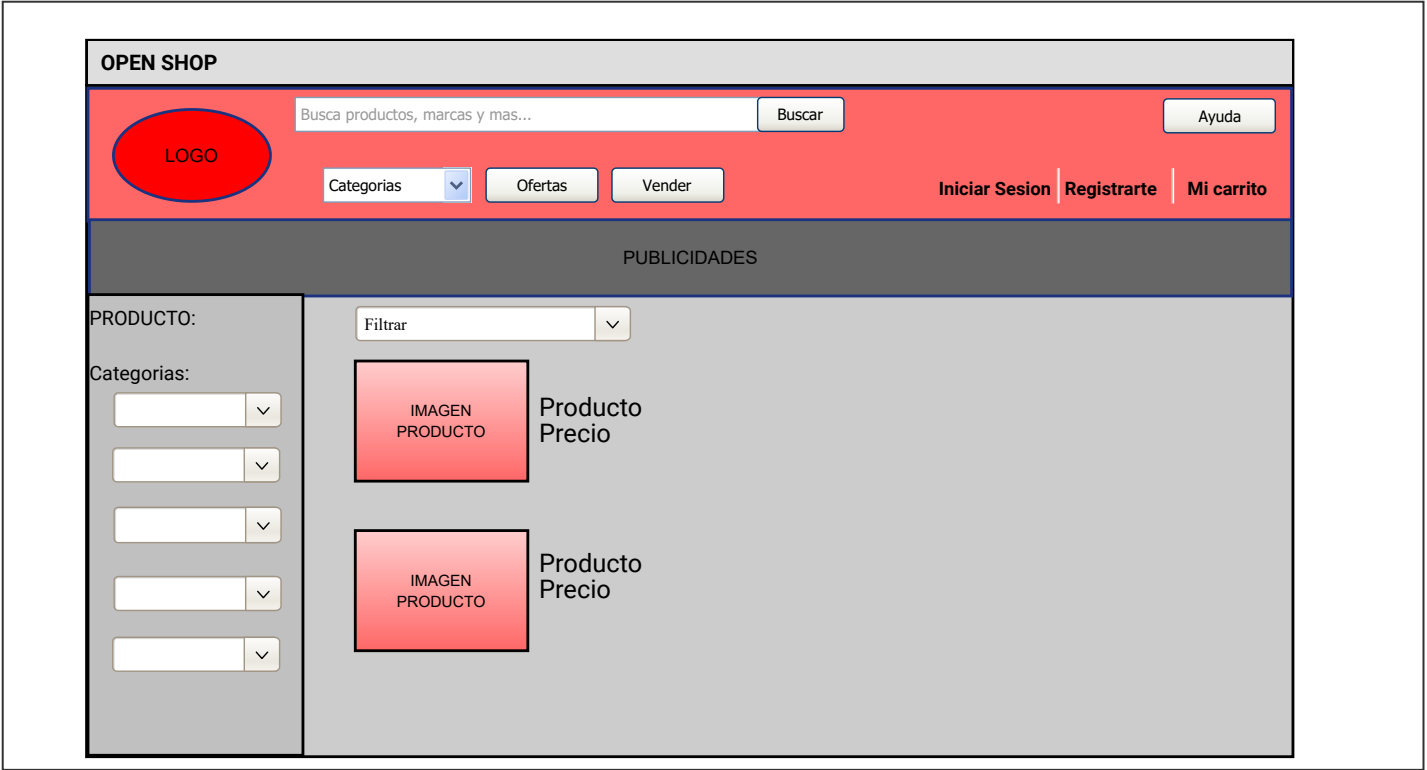 OPEN SHOP
Busca productos, marcas y mas...
Buscar
Ayuda
LOGO
Categorias
Ofertas
Vender
Iniciar Sesion
Registrarte
Mi carrito
PUBLICIDADES
PRODUCTO:
Categorias:
Filtrar
IMAGEN
PRODUCTO
Producto
Precio
IMAGEN
PRODUCTO
Producto
Precio